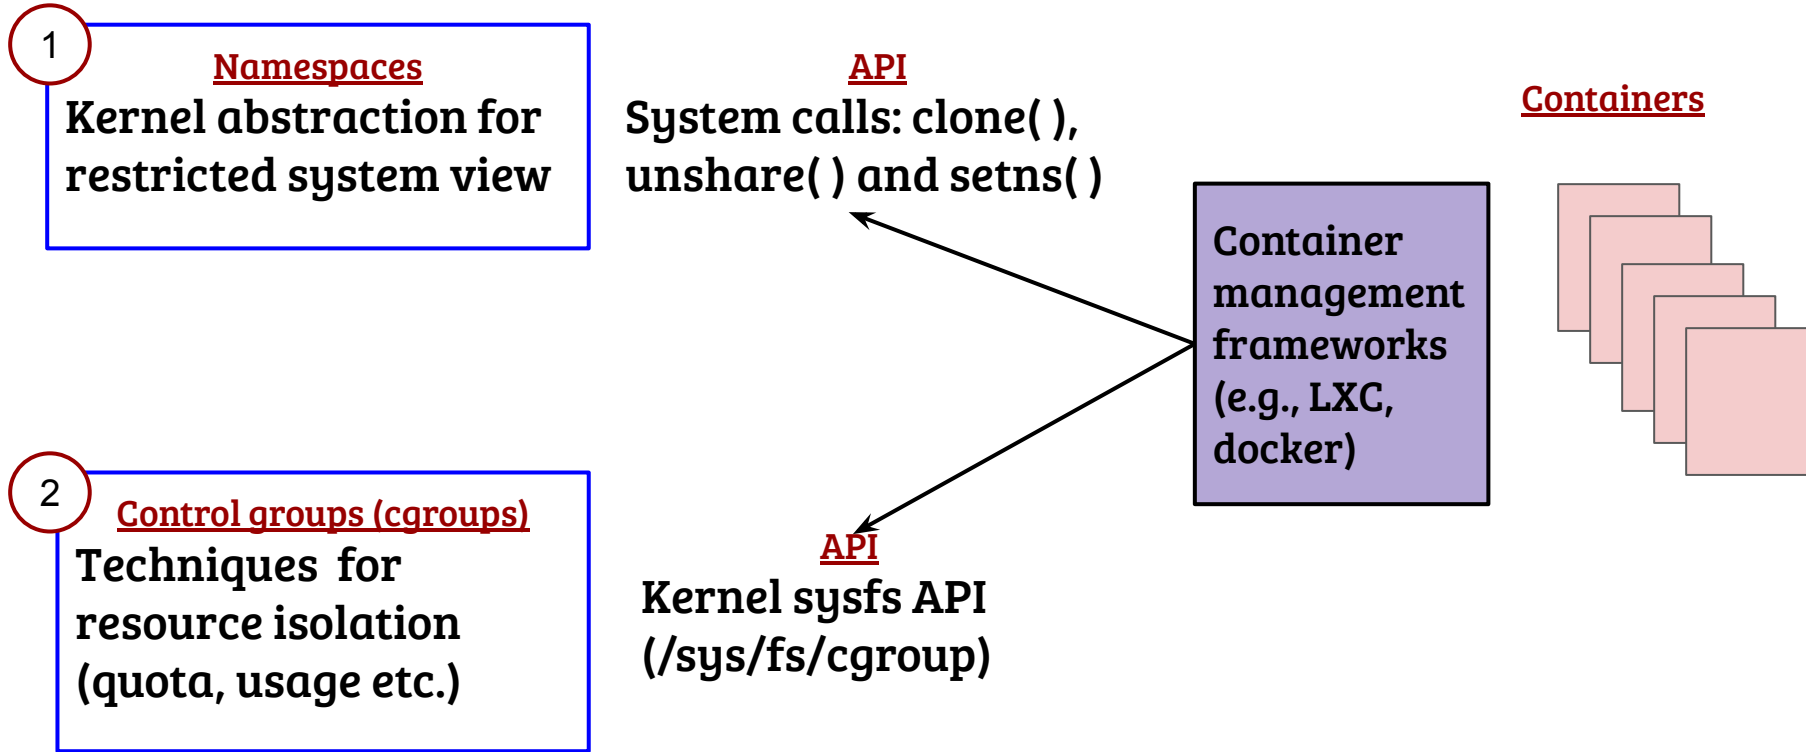 1
Namespaces
Kernel abstraction for
restricted system view
API
System calls: clone( ),
unshare( ) and setns( )
Containers
Container
management
frameworks
(e.g., LXC,
docker)
2
Control groups (cgroups)
Techniques for
resource isolation
(quota, usage etc.)
API
Kernel sysfs API
(/sys/fs/cgroup)